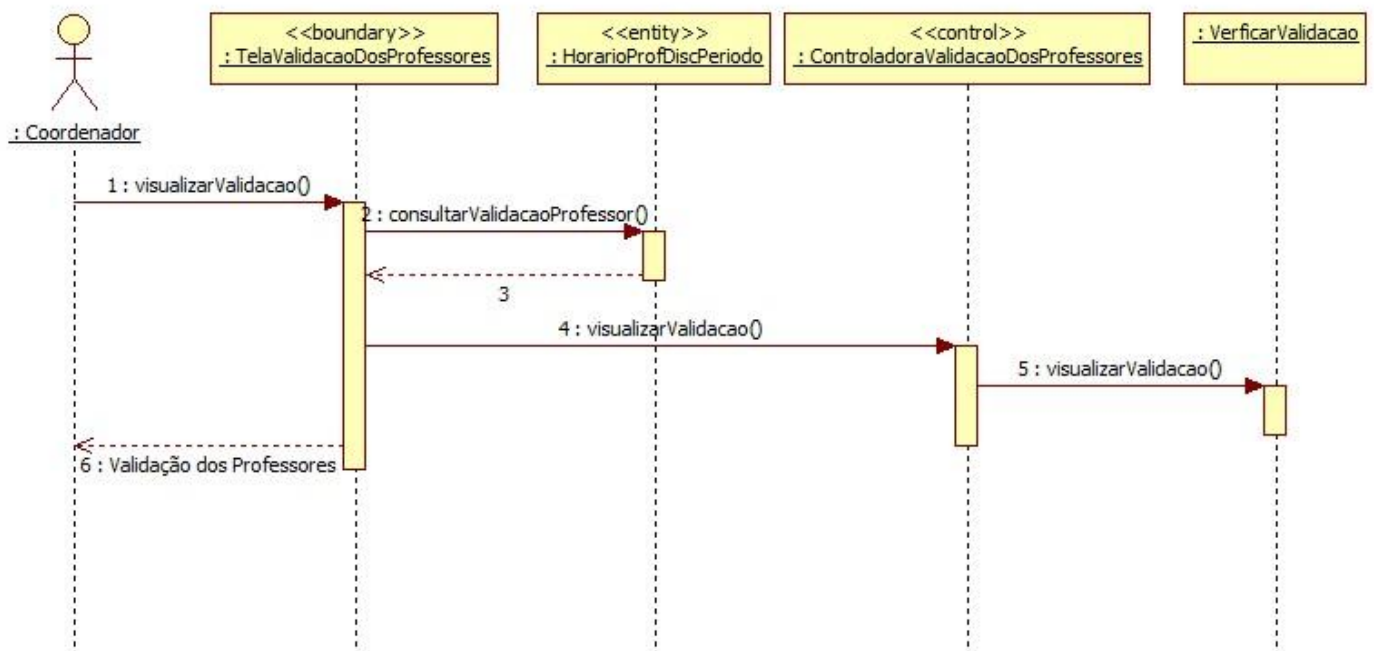 <<boundary>>
: TelaValidacaoDosProfessores
<<entity>>
: HorarioProfDiscPeriodo
<<control>>
: ControladoraValidacaoDosProfessores
: VerficarValidacao
: Coordenador
1 : visualizarValidacao()
2 : consultarValidacaoProfessor()
3
4 : visualizarValidacao()
5 : visualizarValidacao()
6 : Validação dos Professores